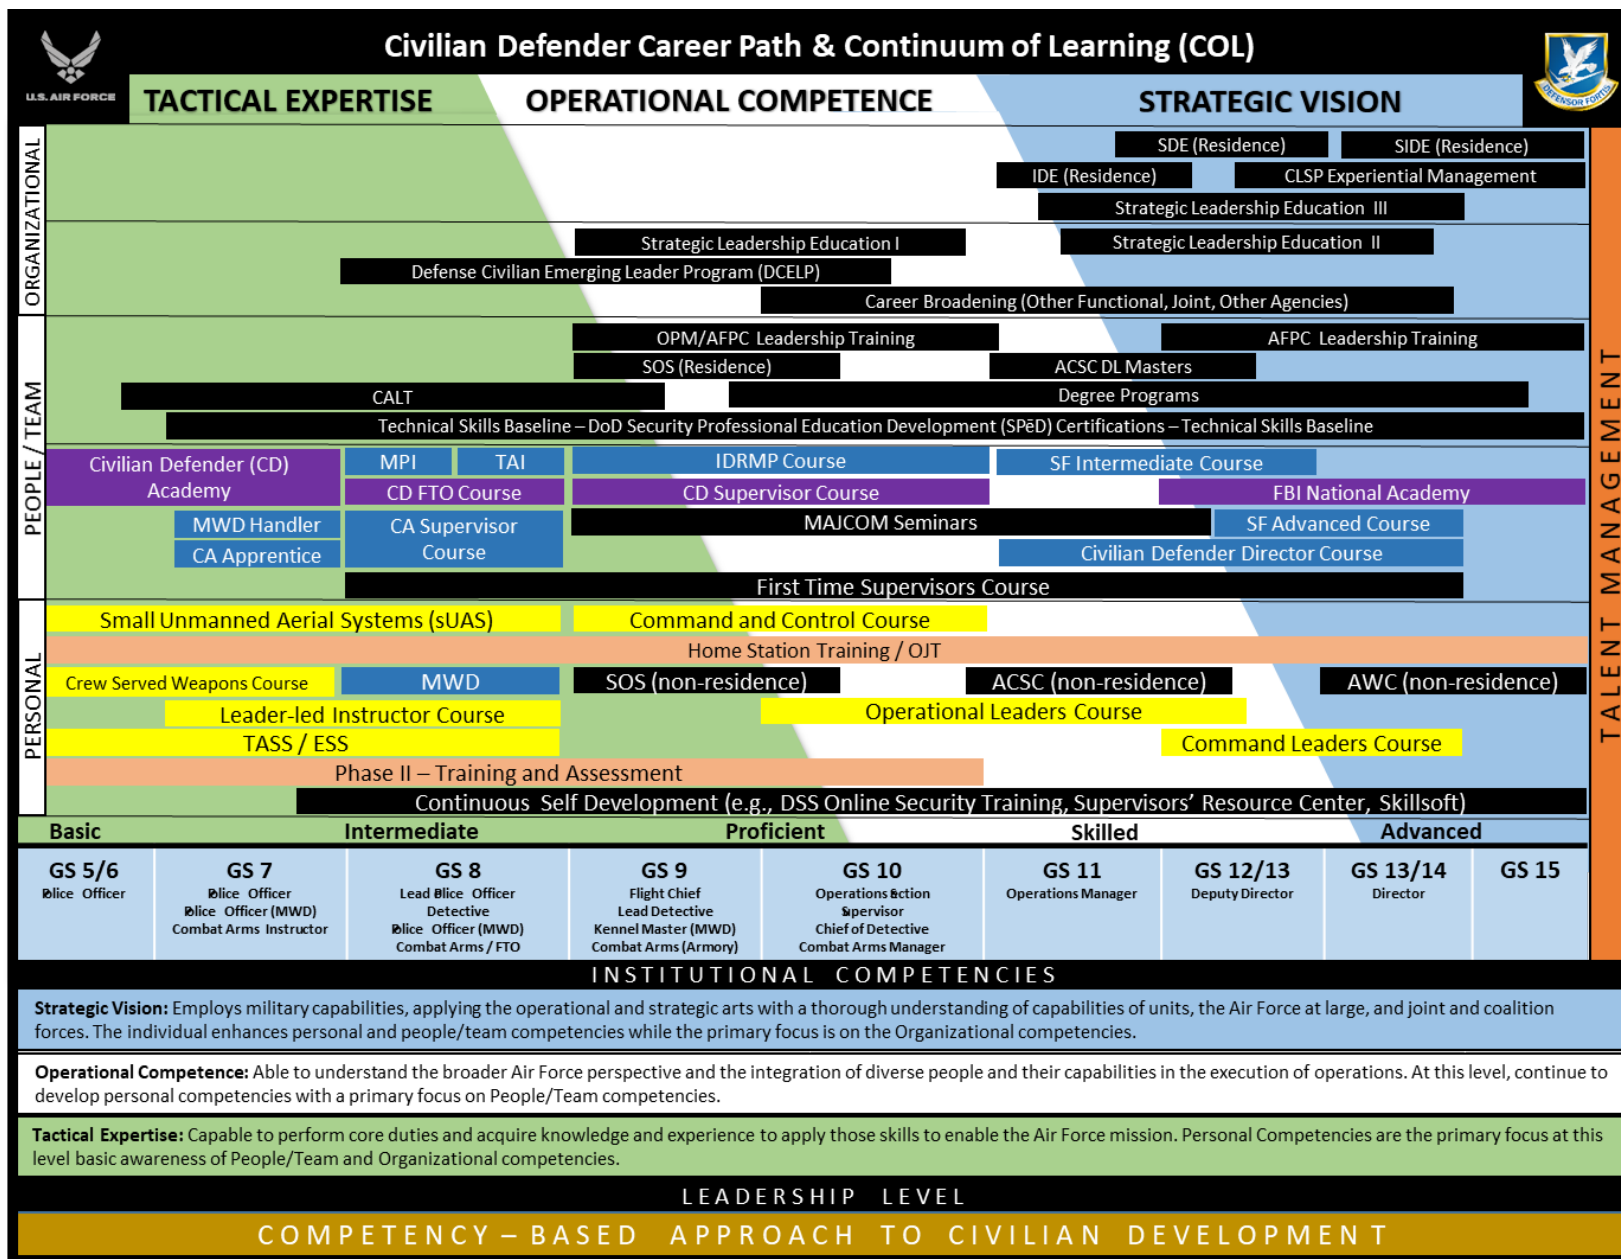 Civilian Defender Career Path & Continuum of Learning (COL)
U.S. AIR FORCE
DEFENSOR FORTIS
TACTICAL EXPERTISE
OPERATIONAL COMPETENCE
STRATEGIC VISION
ORGANIZATIONAL
SDE (Residence)
SIDE (Residence)
IDE (Residence)
CLSP Experiential Management
Strategic Leadership Education III
Strategic Leadership Education I
Strategic Leadership Education II
Defense Civilian Emerging Leader Program (DCELP)
Career Broadening (Other Functional, Joint, Other Agencies)
PEOPLE / TEAM
OPM/AFPC Leadership Training
AFPC Leadership Training
SOS (Residence)
ACSC DL Masters
CALT
Degree Programs
Technical Skills Baseline – DoD Security Professional Education Development (SPēD) Certifications – Technical Skills Baseline
Civilian Defender (CD)
Academy
MPI
TAI
IDRMP Course
SF Intermediate Course
CD FTO Course
CD Supervisor Course
FBI National Academy
MWD Handler
CA Supervisor
Course
MAJCOM Seminars
SF Advanced Course
CA Apprentice
Civilian Defender Director Course
First Time Supervisors Course
PERSONAL
Small Unmanned Aerial Systems (sUAS)
Command and Control Course
Home Station Training / OJT
Crew Served Weapons Course
MWD
SOS (non-residence)
ACSC (non-residence)
AWC (non-residence)
Leader-led Instructor Course
Operational Leaders Course
TASS / ESS
Command Leaders Course
Phase II – Training and Assessment
Continuous Self Development (e.g., DSS Online Security Training, Supervisors’ Resource Center, Skillsoft)
TALENT MANAGEMENT
Basic
Intermediate
Proficient
Skilled
Advanced
GS 5/6
Police Officer
GS 7
Police Officer
Police Officer (MWD)
Combat Arms Instructor
GS 8
Lead Police Officer
Detective
Police Officer (MWD)
Combat Arms / FTO
GS 9
Flight Chief
Lead Detective
Kennel Master (MWD)
Combat Arms (Armory)
GS 10
Operations Section
Supervisor
Chief of Detective
Combat Arms Manager
GS 11
Operations Manager
GS 12/13
Deputy Director
GS 13/14
Director
GS 15
INSTITUTIONAL COMPETENCIES
Strategic Vision: Employs military capabilities, applying the operational and strategic arts with a thorough understanding of capabilities of units, the Air Force at large, and joint and coalition
forces. The individual enhances personal and people/team competencies while the primary focus is on the Organizational competencies.
Operational Competence: Able to understand the broader Air Force perspective and the integration of diverse people and their capabilities in the execution of operations. At this level, continue to
develop personal competencies with a primary focus on People/Team competencies.
Tactical Expertise: Capable to perform core duties and acquire knowledge and experience to apply those skills to enable the Air Force mission. Personal Competencies are the primary focus at this
level basic awareness of People/Team and Organizational competencies.
LEADERSHIP LEVEL
COMPETENCY – BASED APPROACH TO CIVILIAN DEVELOPMENT